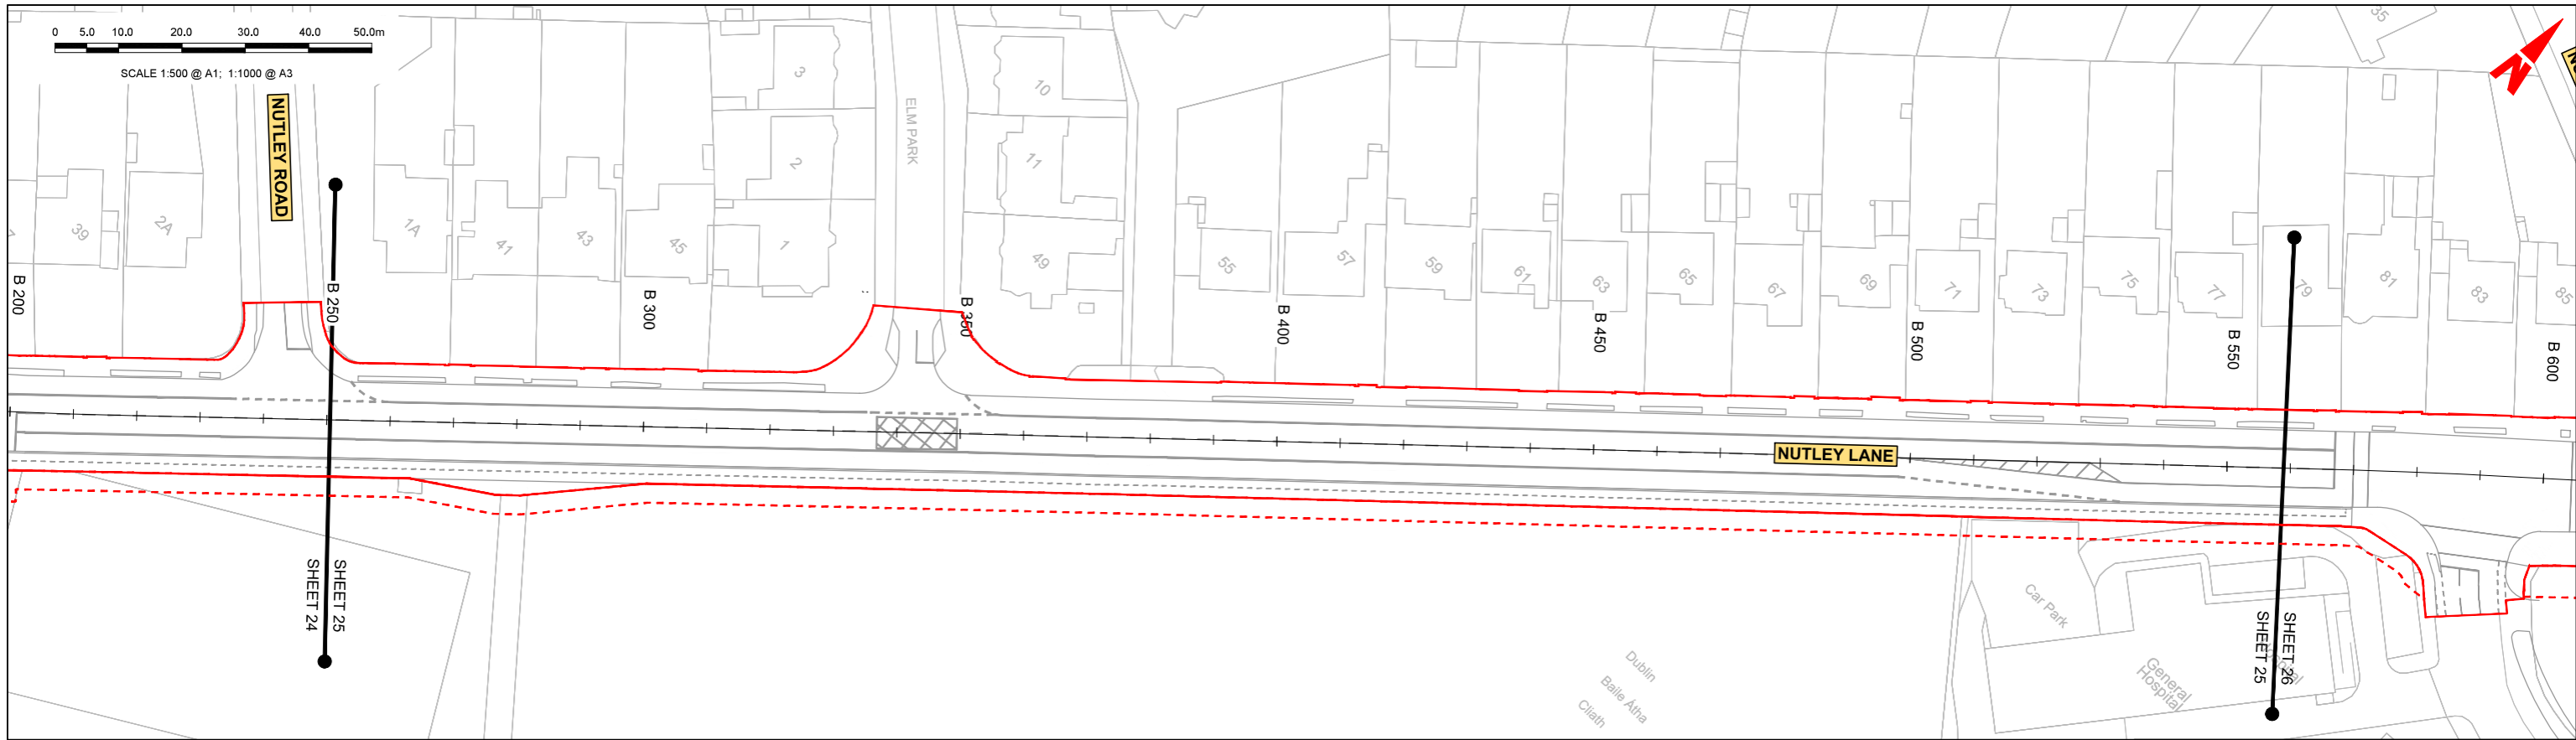 0 5.0 10.0 20.0 30.0 40.0 50.0m
SCALE 1:500 @ A1; 1:1000 @ A3
N
NUTLEY ROAD
ELM PARK
3
10
35
2
11
39
2A
1A
41
43
45
1
49
55
57
59
61
63
65
67
69
71
73
75
77
79
81
83
85
B 200
B 250
B 300
B 350
B 400
B 450
B 500
B 550
B 600
NUTLEY LANE
SHEET 25
SHEET 24
Car Park
Dublin
Baile Átha
Cliath
General
Hospital
SHEET 26
SHEET 25